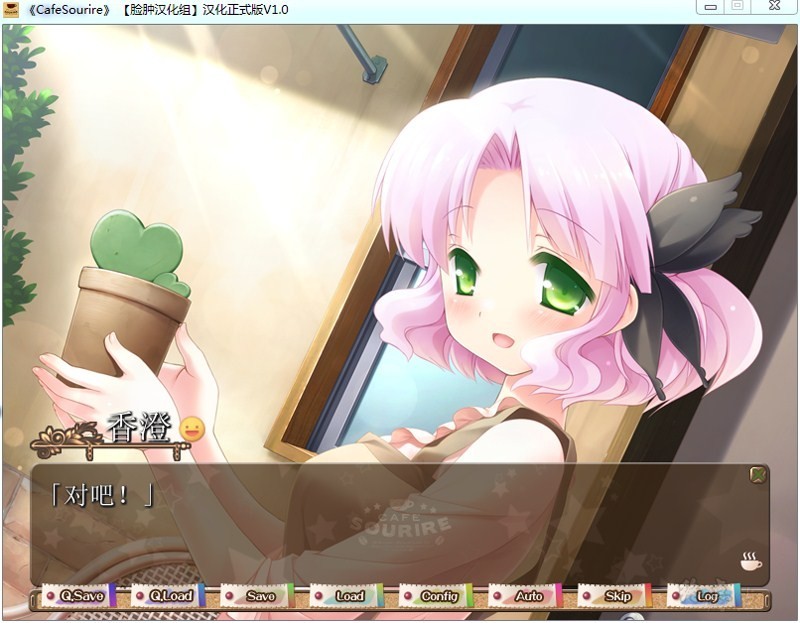 《CafeSourire》 【脸肿汉化组】汉化正式版V1.0
香澄
「对吧！」
CAFE
SOURIRE
Q.Save
Q.Load
Save
Load
Config
Auto
Skip
Log